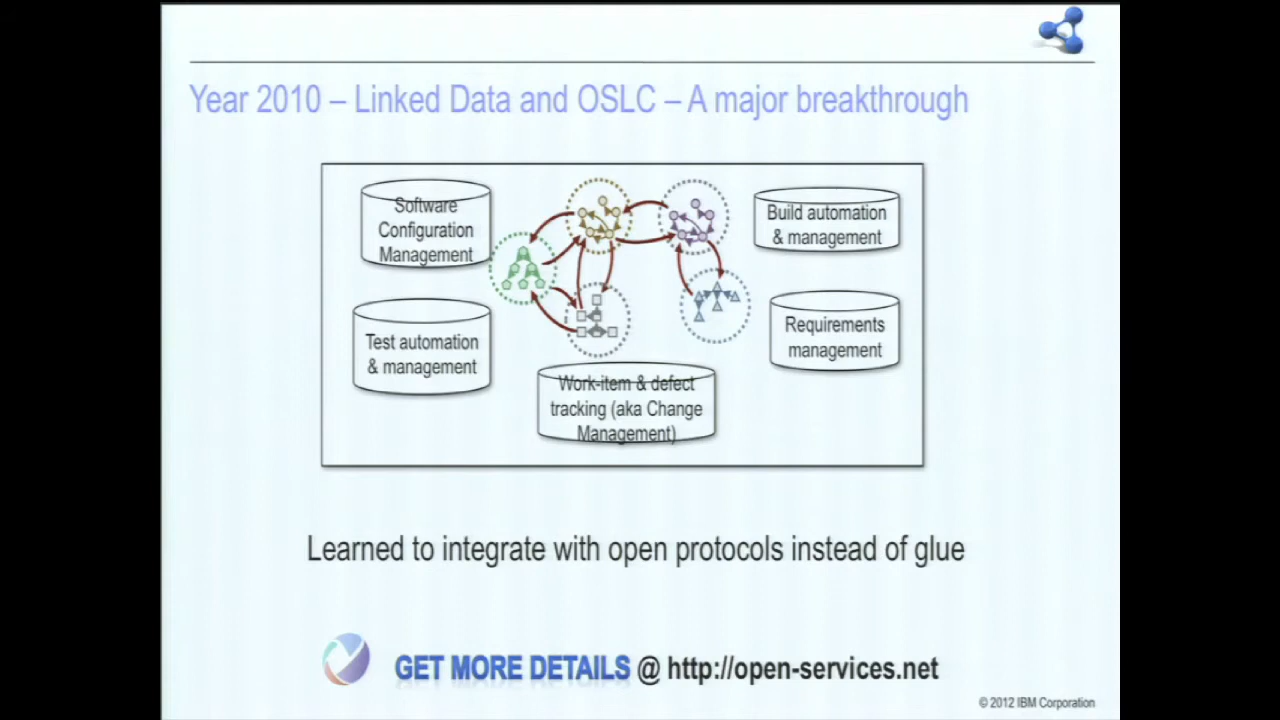 Year 2010 – Linked Data and OSLC – A major breakthrough
Software
Configuration
Management
Build automation
& management
Test automation
& management
Requirements
management
Work-item & defect
tracking (aka Change
Management)
Learned to integrate with open protocols instead of glue
GET MORE DETAILS @ http://open-services.net
© 2012 IBM Corporation